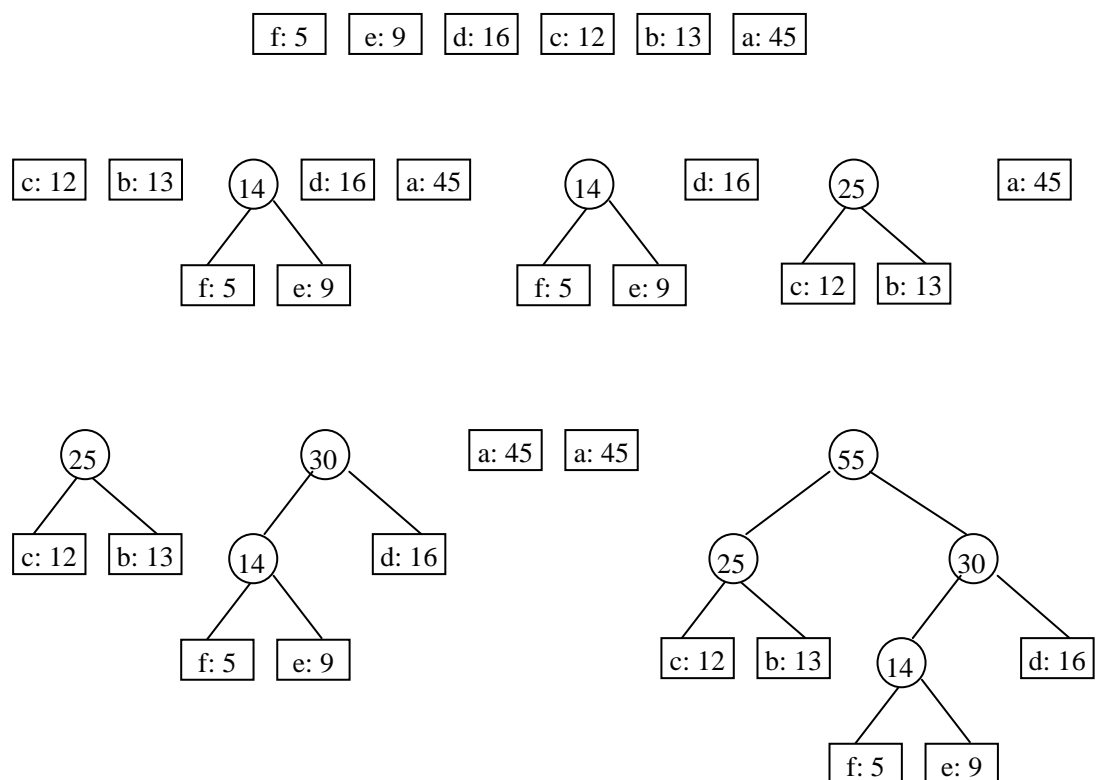 f: 5 e: 9 d: 16 c: 12 b: 13 a: 45
c: 12 b: 13 14 d: 16 a: 45
f: 5 e: 9
14 d: 16 25 a: 45
f: 5 e: 9 c: 12 b: 13
25 30 a: 45
c: 12 b: 13 14 d: 16
f: 5 e: 9
a: 45 55
25 30
c: 12 b: 13 14 d: 16
f: 5 e: 9